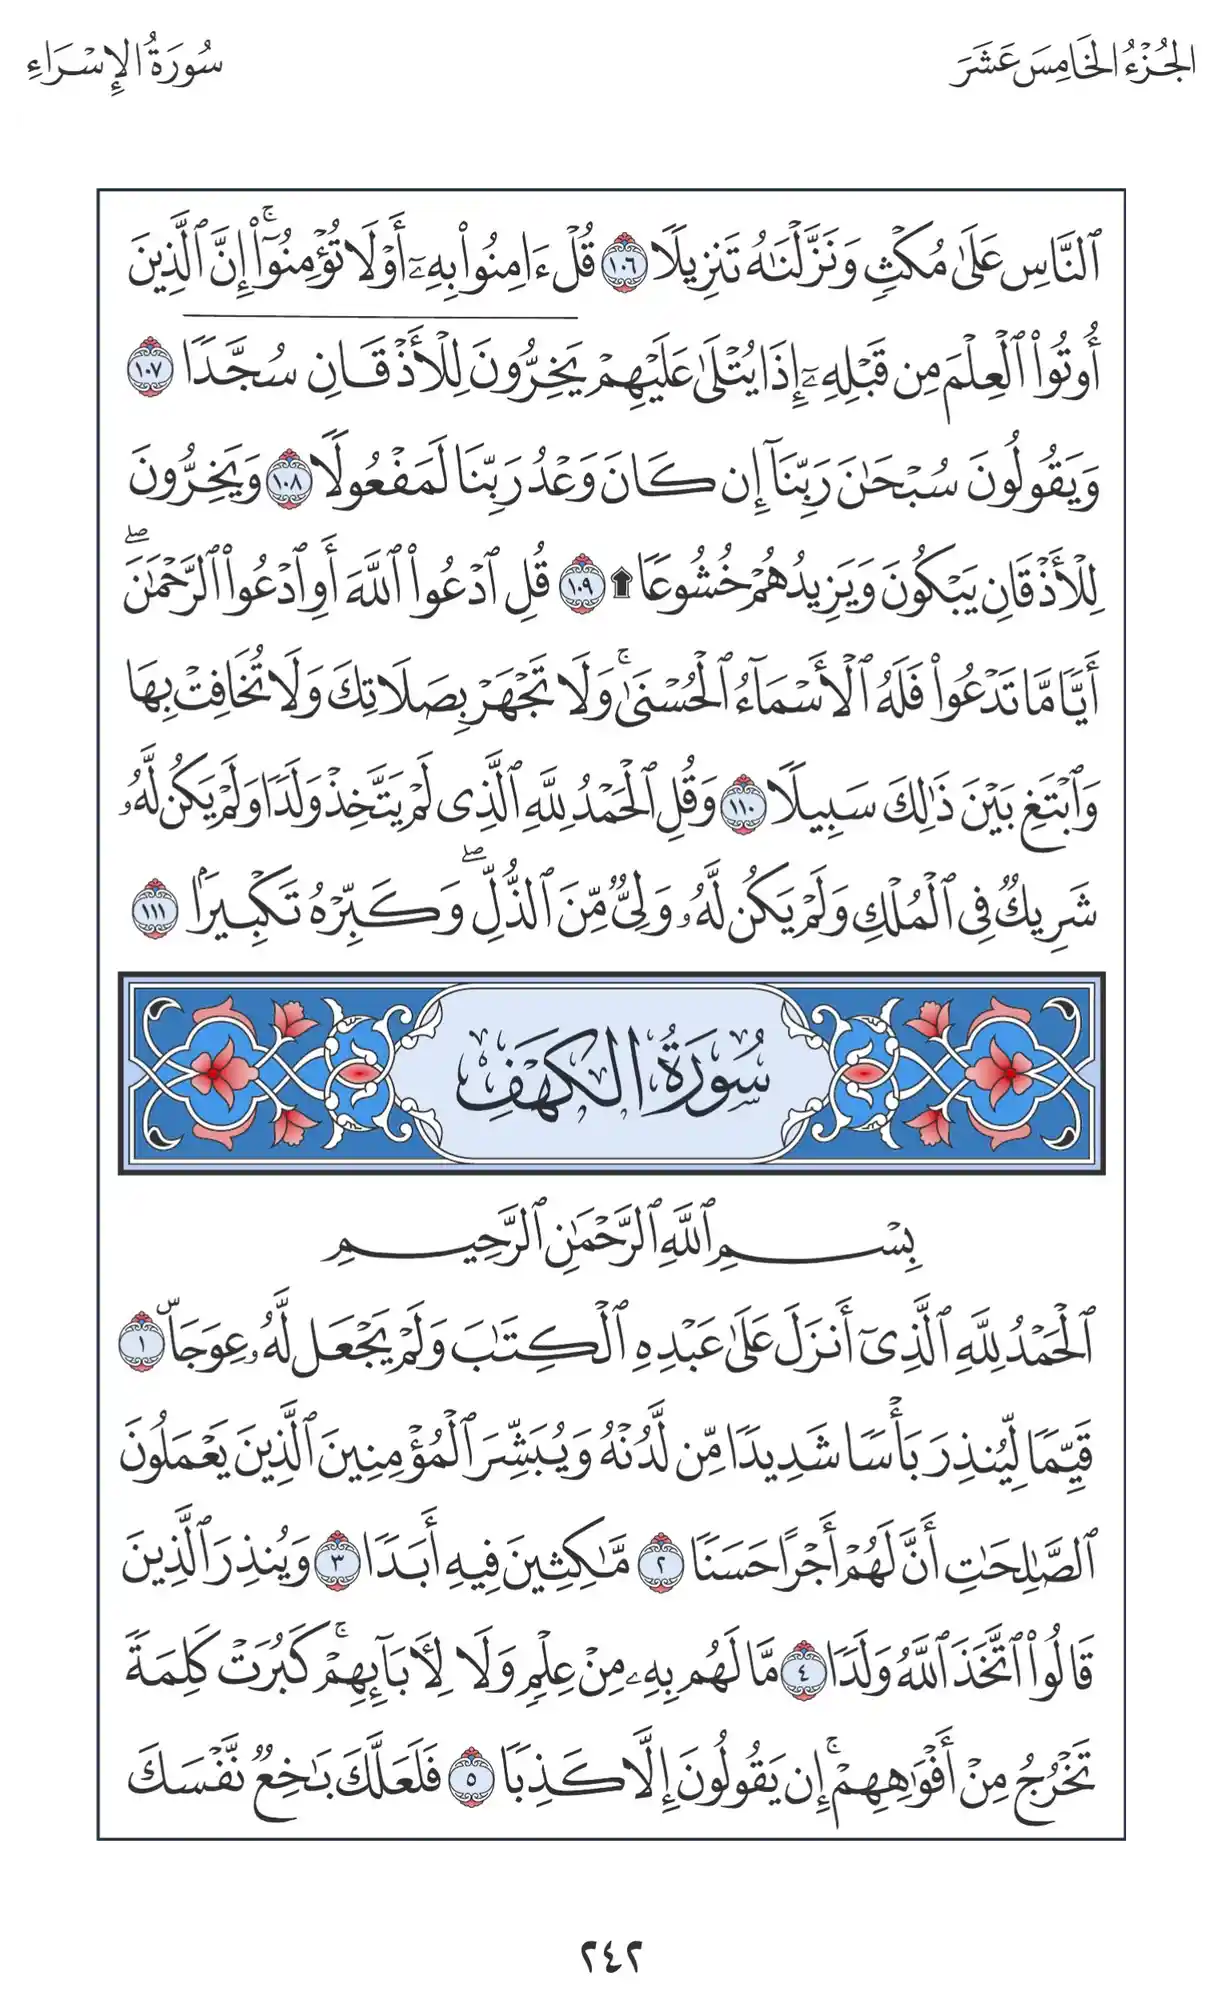 الجُزْءُ الخَامِسَ عَشَرَ
سُورَةُ الإِسْرَاءِ
ٱلنَّاسِ عَلَىٰ مُكْثٍ وَنَزَّلْنَٰهُ تَنزِيلًا ١٠٦ قُلْ ءَامِنُوا۟ بِهِۦٓ أَوْ لَا تُؤْمِنُوٓا۟ ۚ إِنَّ ٱلَّذِينَ
أُوتُوا۟ ٱلْعِلْمَ مِن قَبْلِهِۦٓ إِذَا يُتْلَىٰ عَلَيْهِمْ يَخِرُّونَ لِلْأَذْقَانِ سُجَّدًا ١٠٧
وَيَقُولُونَ سُبْحَٰنَ رَبِّنَآ إِن كَانَ وَعْدُ رَبِّنَا لَمَفْعُولًا ١٠٨ وَيَخِرُّونَ
لِلْأَذْقَانِ يَبْكُونَ وَيَزِيدُهُمْ خُشُوعًا ١٠٩ قُلِ ٱدْعُوا۟ ٱللَّهَ أَوِ ٱدْعُوا۟ ٱلرَّحْمَٰنَ ۖ
أَيًّا مَّا تَدْعُوا۟ فَلَهُ ٱلْأَسْمَآءُ ٱلْحُسْنَىٰ ۚ وَلَا تَجْهَرْ بِصَلَاتِكَ وَلَا تُخَافِتْ بِهَا
وَٱبْتَغِ بَيْنَ ذَٰلِكَ سَبِيلًا ١١٠ وَقُلِ ٱلْحَمْدُ لِلَّهِ ٱلَّذِى لَمْ يَتَّخِذْ وَلَدًا وَلَمْ يَكُن لَّهُۥ
شَرِيكٌ فِى ٱلْمُلْكِ وَلَمْ يَكُن لَّهُۥ وَلِىٌّ مِّنَ ٱلذُّلِّ ۖ وَكَبِّرْهُ تَكْبِيرًۢا ١١١
سُورَةُ الكَهْفِ
بِسْمِ ٱللَّهِ ٱلرَّحْمَٰنِ ٱلرَّحِيمِ
ٱلْحَمْدُ لِلَّهِ ٱلَّذِىٓ أَنزَلَ عَلَىٰ عَبْدِهِ ٱلْكِتَٰبَ وَلَمْ يَجْعَل لَّهُۥ عِوَجَاۜ ١
قَيِّمًا لِّيُنذِرَ بَأْسًا شَدِيدًا مِّن لَّدُنْهُ وَيُبَشِّرَ ٱلْمُؤْمِنِينَ ٱلَّذِينَ يَعْمَلُونَ
ٱلصَّٰلِحَٰتِ أَنَّ لَهُمْ أَجْرًا حَسَنًا ٢ مَّٰكِثِينَ فِيهِ أَبَدًا ٣ وَيُنذِرَ ٱلَّذِينَ
قَالُوا۟ ٱتَّخَذَ ٱللَّهُ وَلَدًا ٤ مَّا لَهُم بِهِۦ مِنْ عِلْمٍ وَلَا لِـَٔابَآئِهِمْ ۚ كَبُرَتْ كَلِمَةً
تَخْرُجُ مِنْ أَفْوَٰهِهِمْ ۚ إِن يَقُولُونَ إِلَّا كَذِبًا ٥ فَلَعَلَّكَ بَٰخِعٌ نَّفْسَكَ
٢٤٢